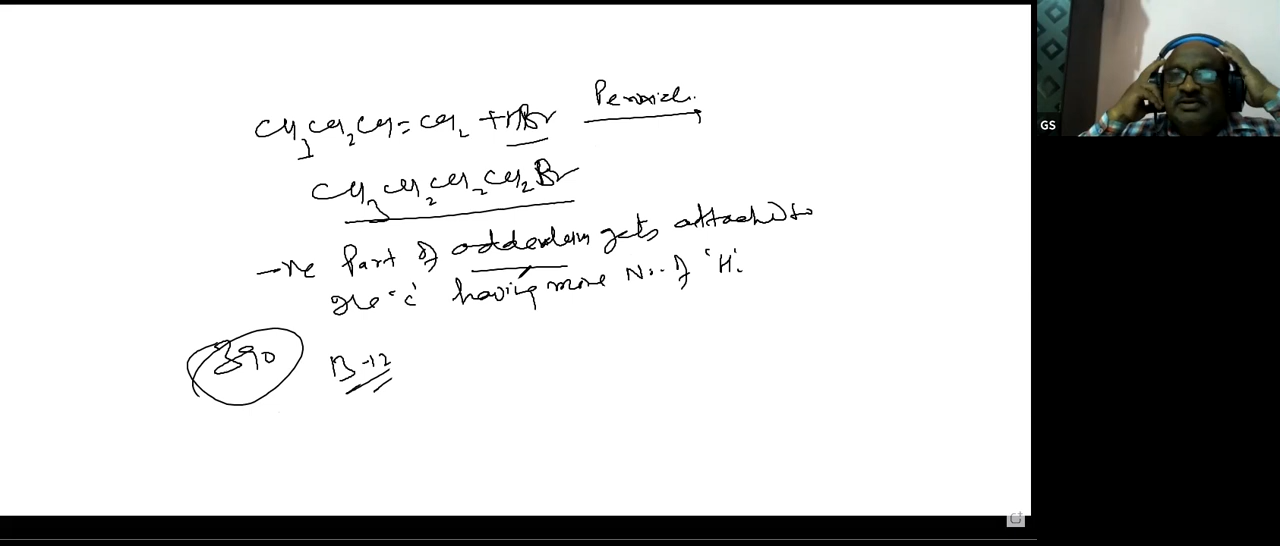 CH3CH2CH=CH2 + HBr Peroxide
CH3CH2CH2CH2Br
-ve Part of addendum gets attached to
the 'C' having more No. of 'H'.
390 B-12
GS